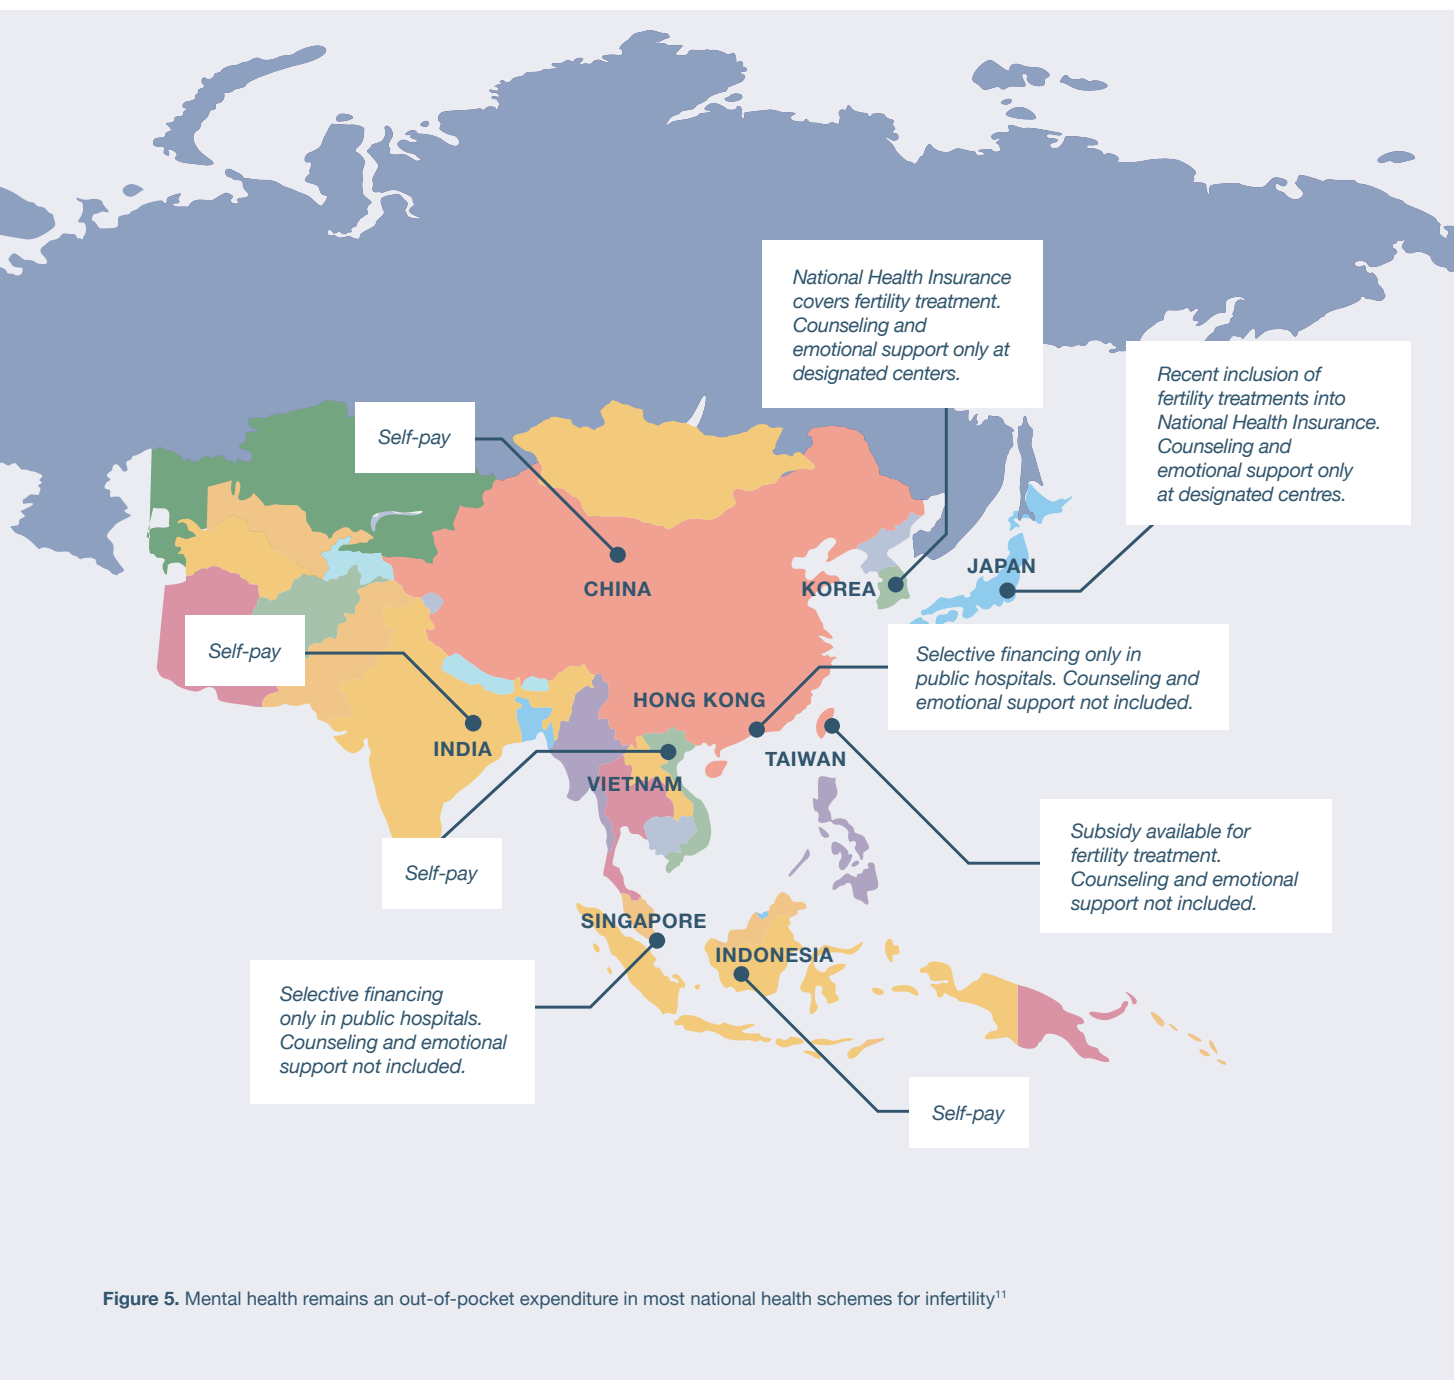 National Health Insurance
covers fertility treatment.
Counseling and
emotional support only at
designated centers.
Recent inclusion of
fertility treatments into
National Health Insurance.
Counseling and
emotional support only
at designated centres.
Self-pay
CHINA
KOREA
JAPAN
Self-pay
Selective financing only in
public hospitals. Counseling and
emotional support not included.
HONG KONG
INDIA
TAIWAN
VIETNAM
Subsidy available for
fertility treatment.
Counseling and emotional
support not included.
Self-pay
SINGAPORE
INDONESIA
Selective financing
only in public hospitals.
Counseling and emotional
support not included.
Self-pay
Figure 5. Mental health remains an out-of-pocket expenditure in most national health schemes for infertility11